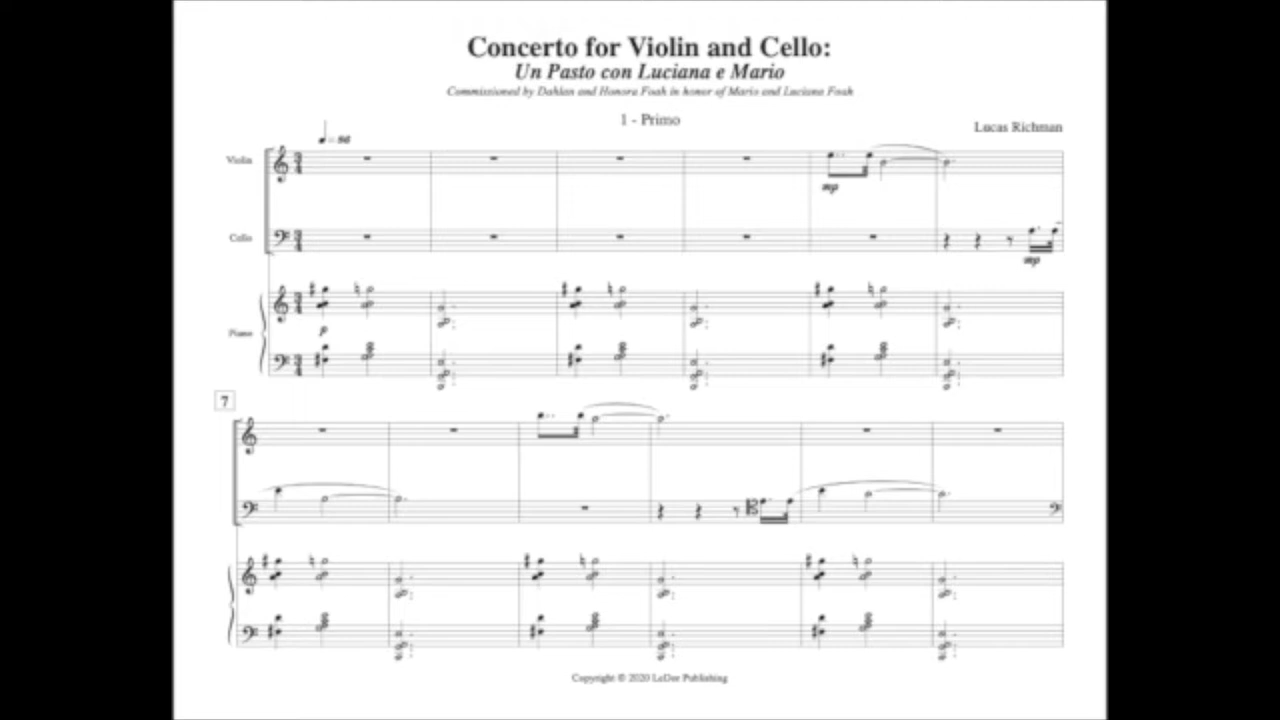 Concerto for Violin and Cello:
Un Pasto con Luciana e Mario
Commissioned by Dahlan and Honora Foah in honor of Mario and Luciana Foah
1 - Primo
Lucas Richman
Violin
mp
Cello
mp
Piano
p
7
Copyright © 2020 LeDor Publishing